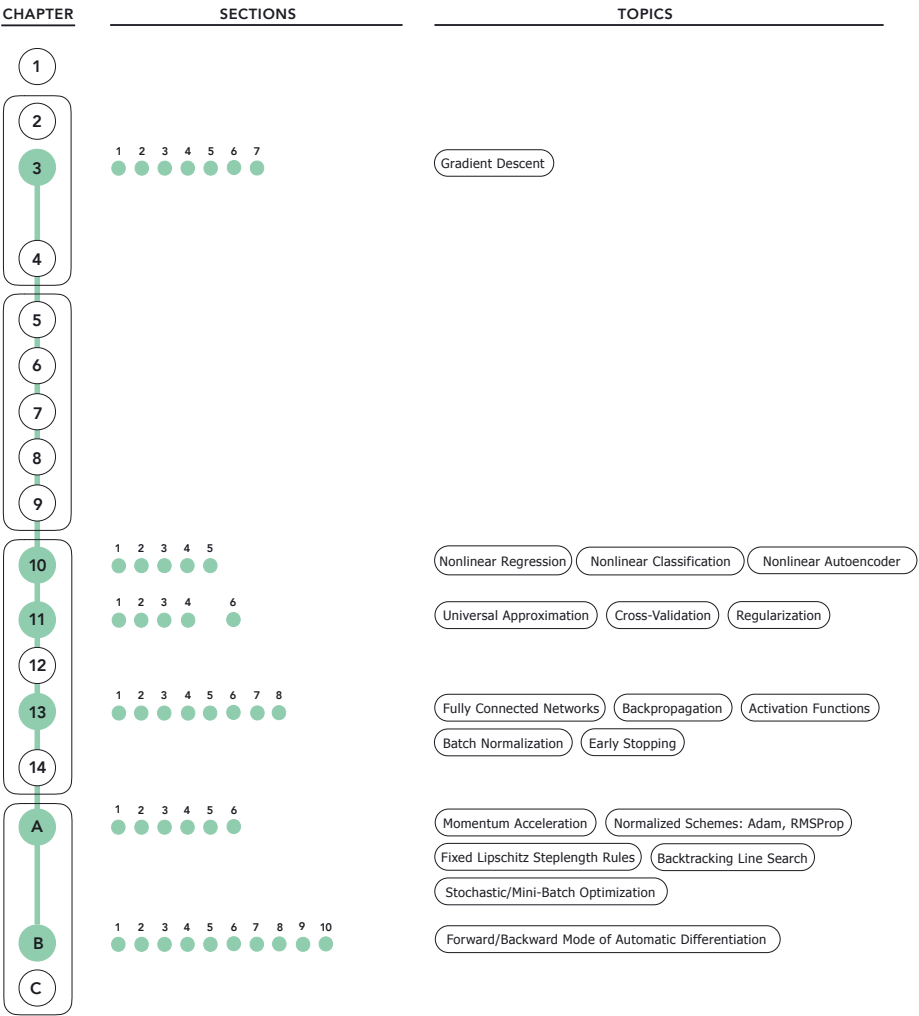 CHAPTER SECTIONS TOPICS
1
2
1 2 3 4 5 6 7
3 Gradient Descent
4
5
6
7
8
9
1 2 3 4 5
10 Nonlinear Regression Nonlinear Classification Nonlinear Autoencoder
1 2 3 4 6
11 Universal Approximation Cross-Validation Regularization
12
1 2 3 4 5 6 7 8
13 Fully Connected Networks Backpropagation Activation Functions
Batch Normalization Early Stopping
14
1 2 3 4 5 6
A Momentum Acceleration Normalized Schemes: Adam, RMSProp
Fixed Lipschitz Steplength Rules Backtracking Line Search
Stochastic/Mini-Batch Optimization
1 2 3 4 5 6 7 8 9 10
B Forward/Backward Mode of Automatic Differentiation
C